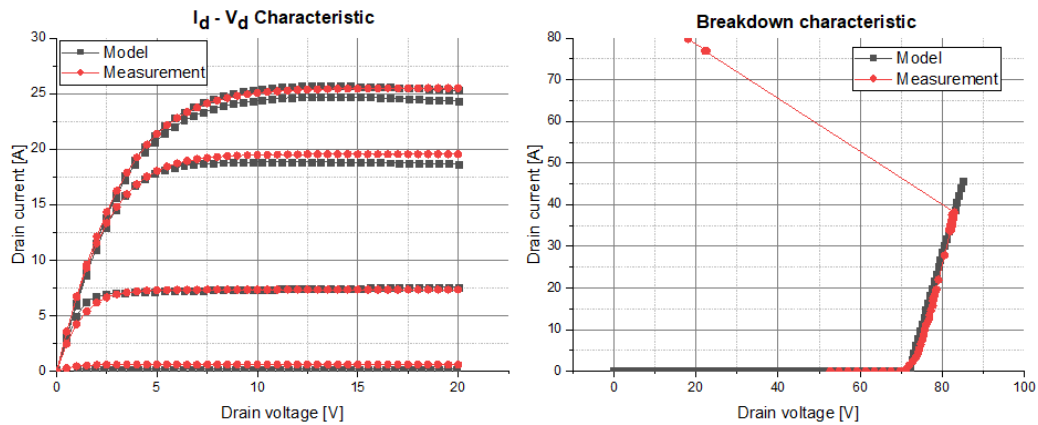 I_d - V_d Characteristic
30
25
20
15
10
5
0
0
5
10
15
20
Drain current [A]
Drain voltage [V]
Model
Measurement
Breakdown characteristic
80
70
60
50
40
30
20
10
0
0
20
40
60
80
100
Drain current [A]
Drain voltage [V]
Model
Measurement